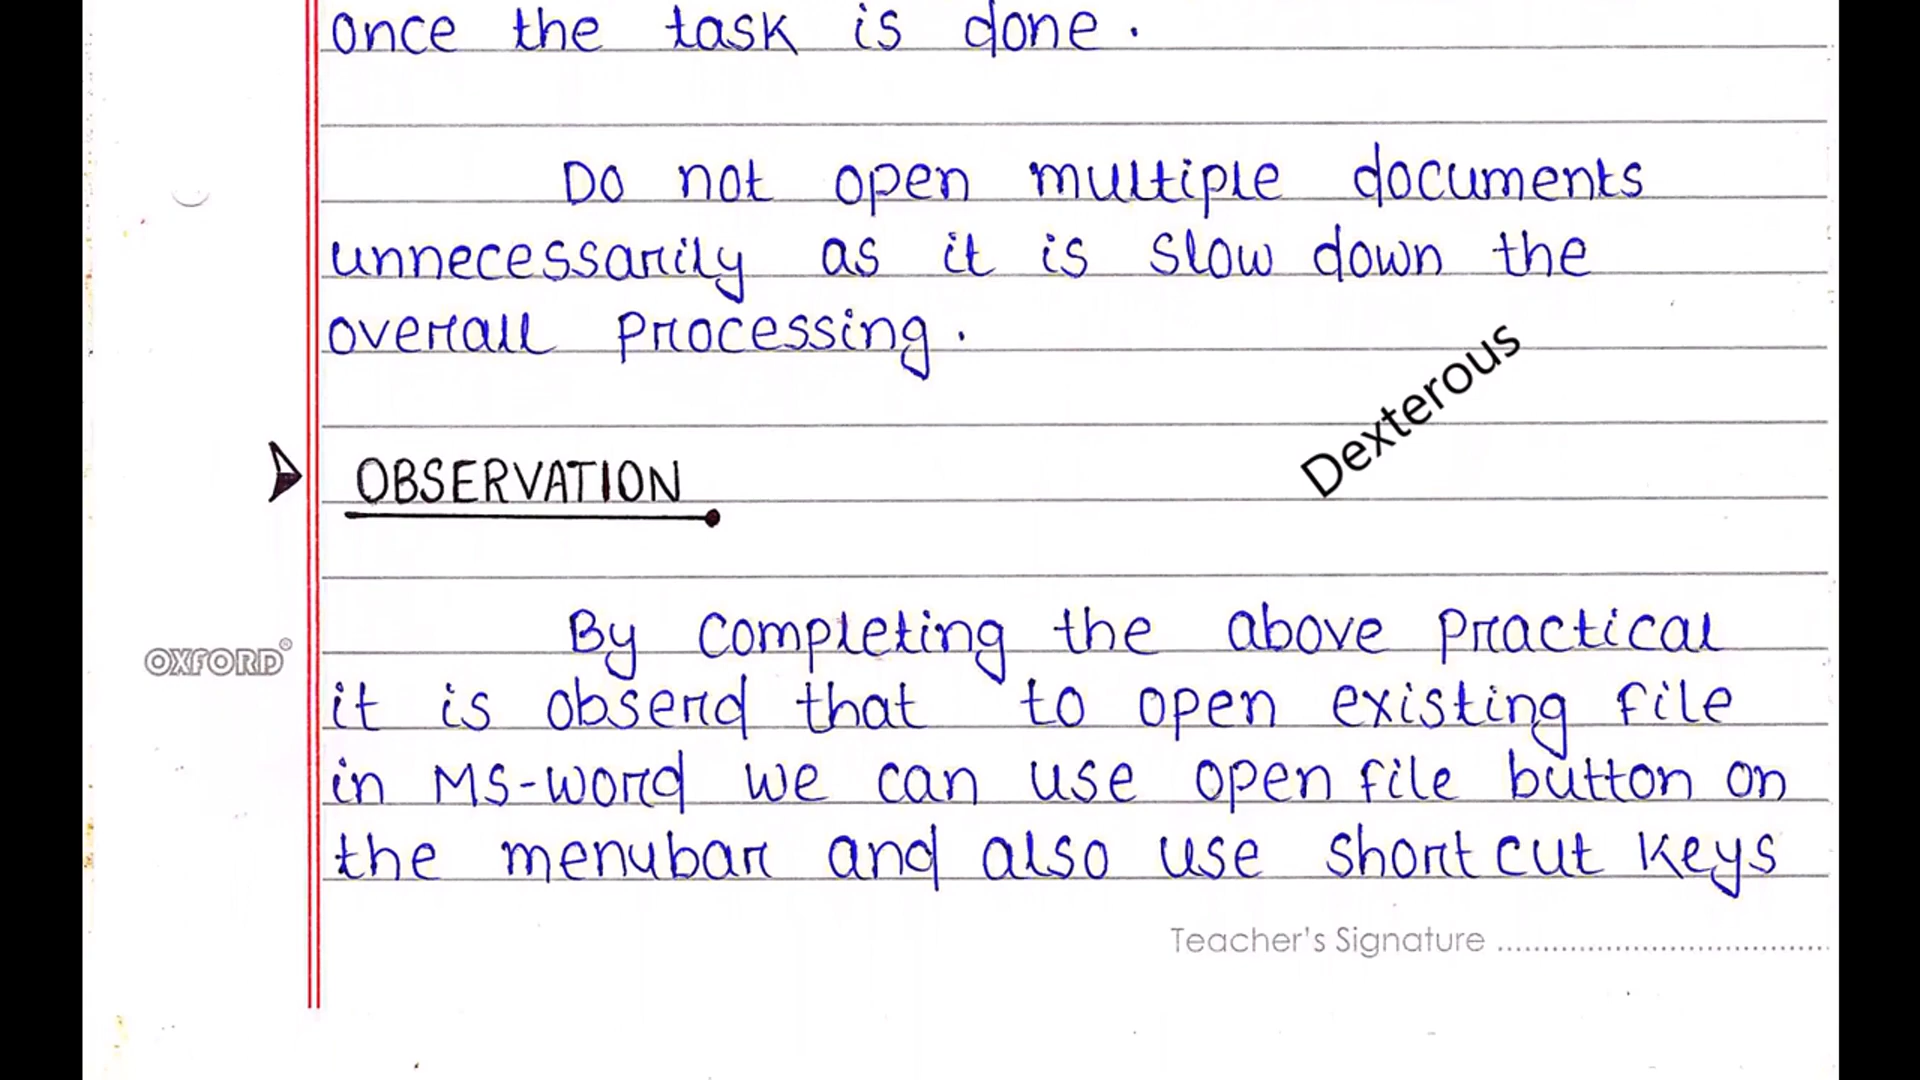 once the task is done.
Do not open multiple documents
unnecessarily as it is slow down the
overall processing.
Dexterous
OBSERVATION
By completing the above practical
OXFORD®
it is obserd that to open existing file
in MS-word we can use open file button on
the menubar and also use short cut keys
Teacher's Signature ....................................